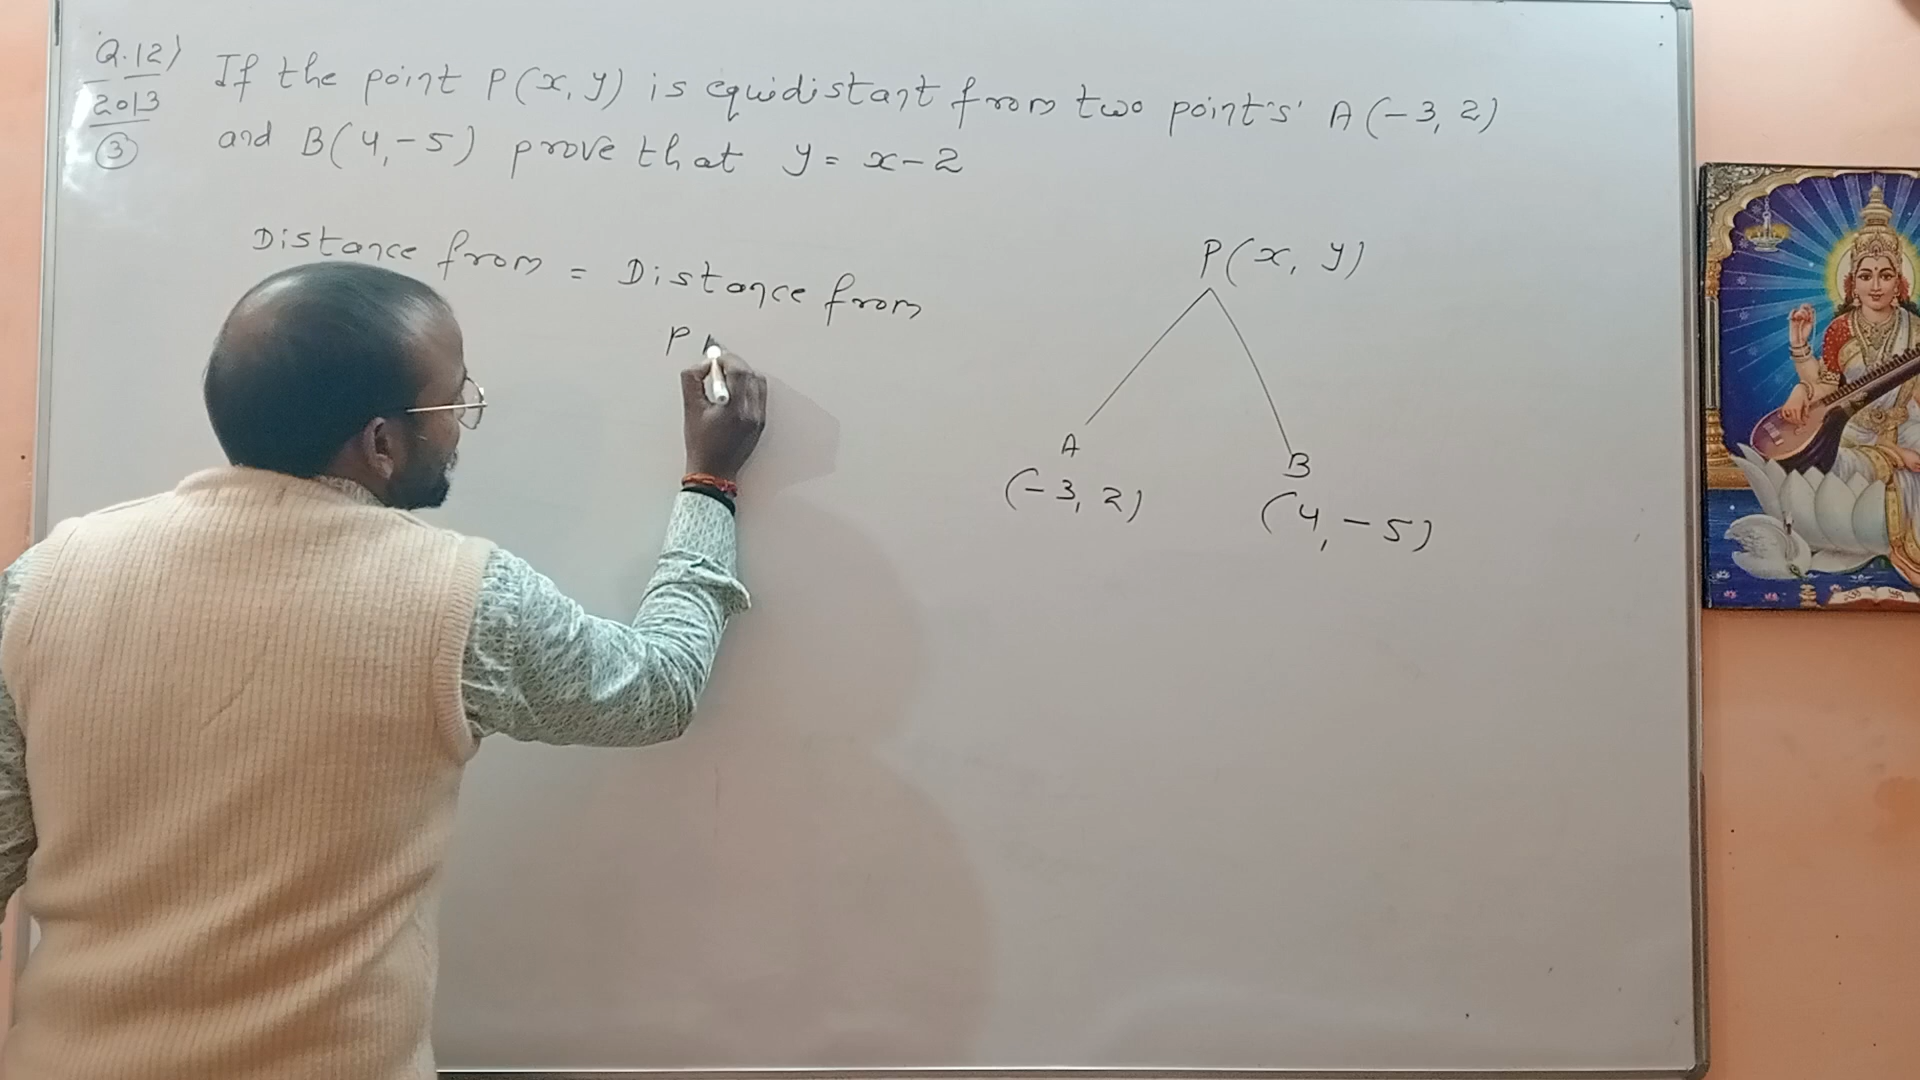 Q.12) If the point P(x, y) is equidistant from two point's' A(-3, 2)
2013
③ and B(4, -5) prove that y = x - 2
Distance from = Distance from
P
P(x, y)
A
B
(-3, 2)
(4, -5)